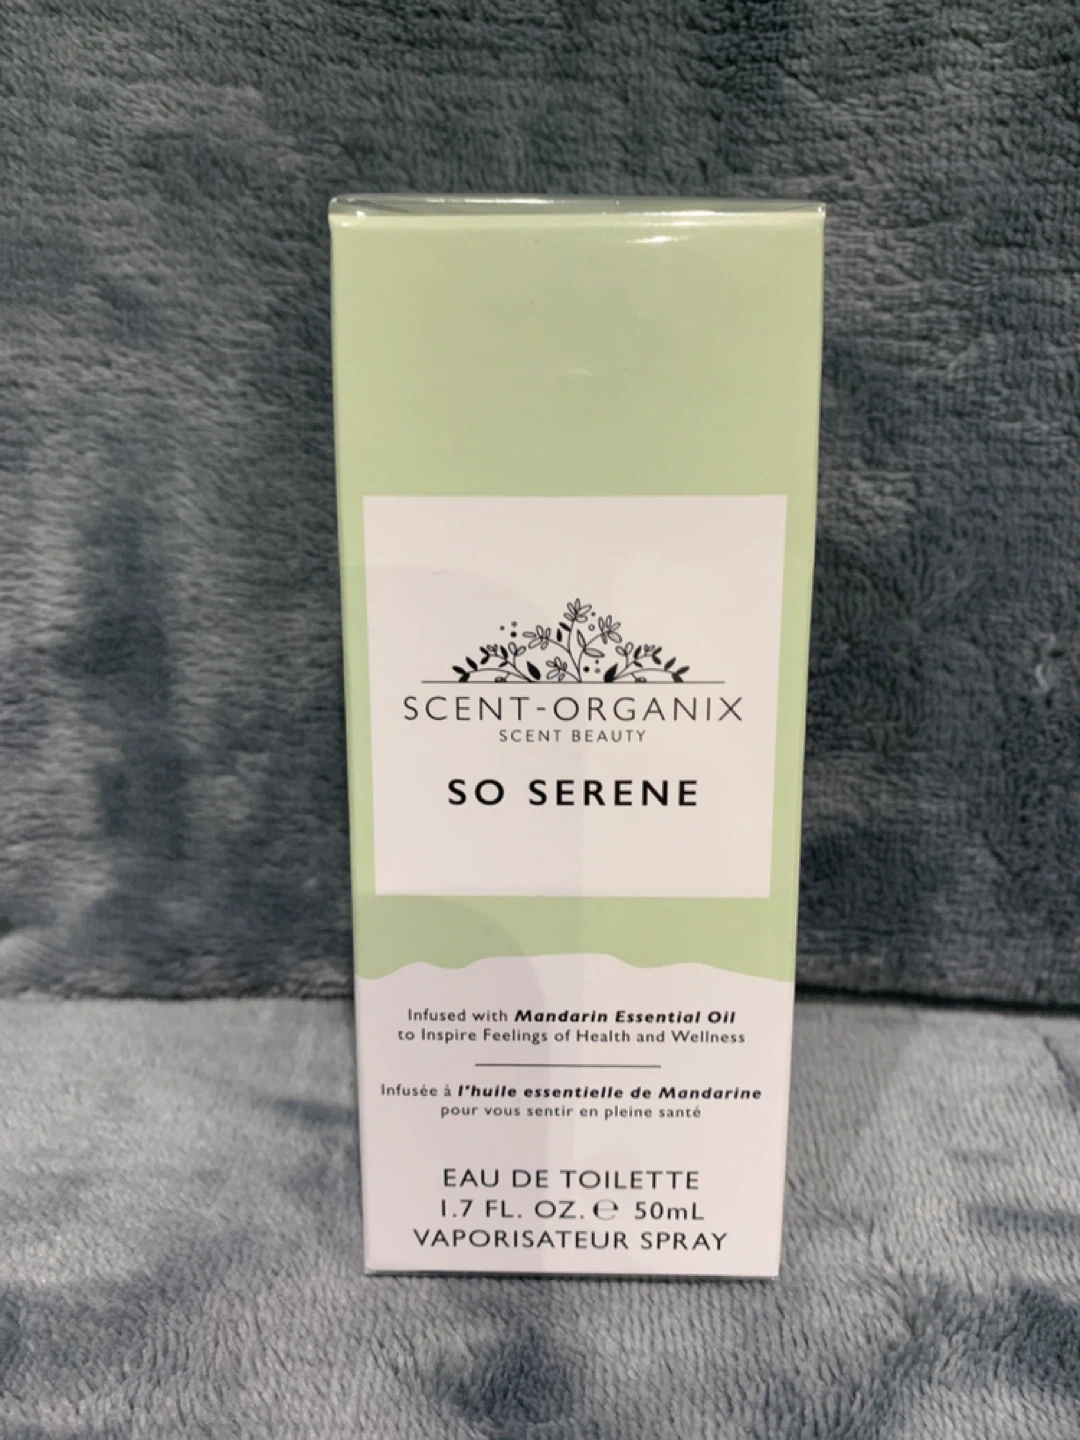 SCENT-ORGANIX
SCENT BEAUTY
SO SERENE
Infused with Mandarin Essential Oil
to Inspire Feelings of Health and Wellness
Infusée à l'huile essentielle de Mandarine
pour vous sentir en pleine santé
EAU DE TOILETTE
1.7 FL. OZ. ℮ 50mL
VAPORISATEUR SPRAY